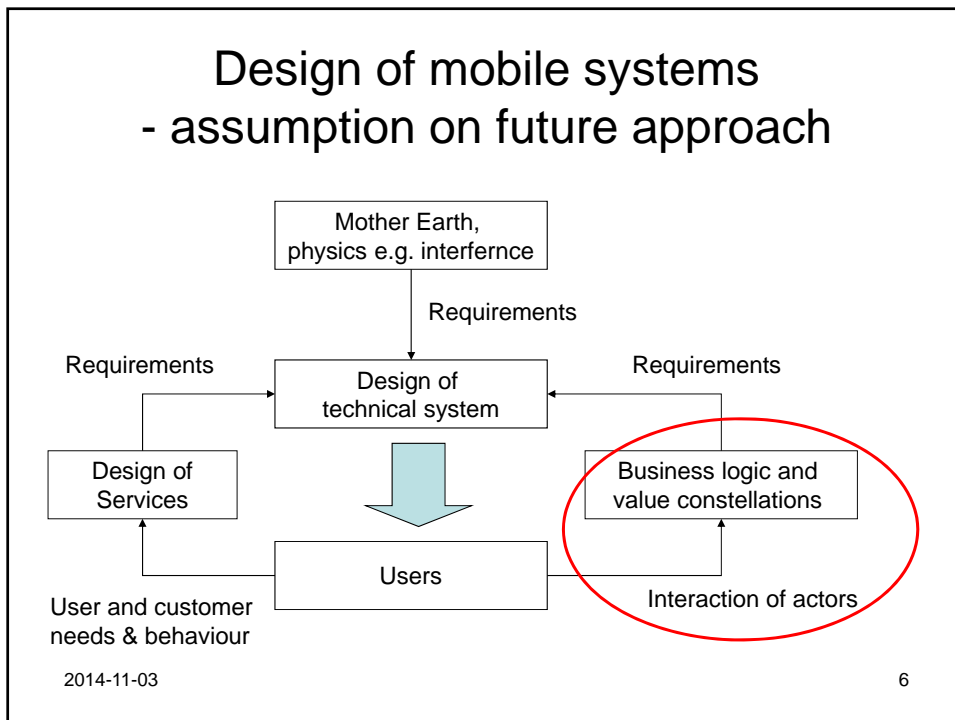 Design of mobile systems
- assumption on future approach
Mother Earth,
physics e.g. interfernce
Requirements
Requirements
Design of
technical system
Requirements
Design of
Services
Business logic and
value constellations
Users
User and customer
needs & behaviour
Interaction of actors
2014-11-03
6